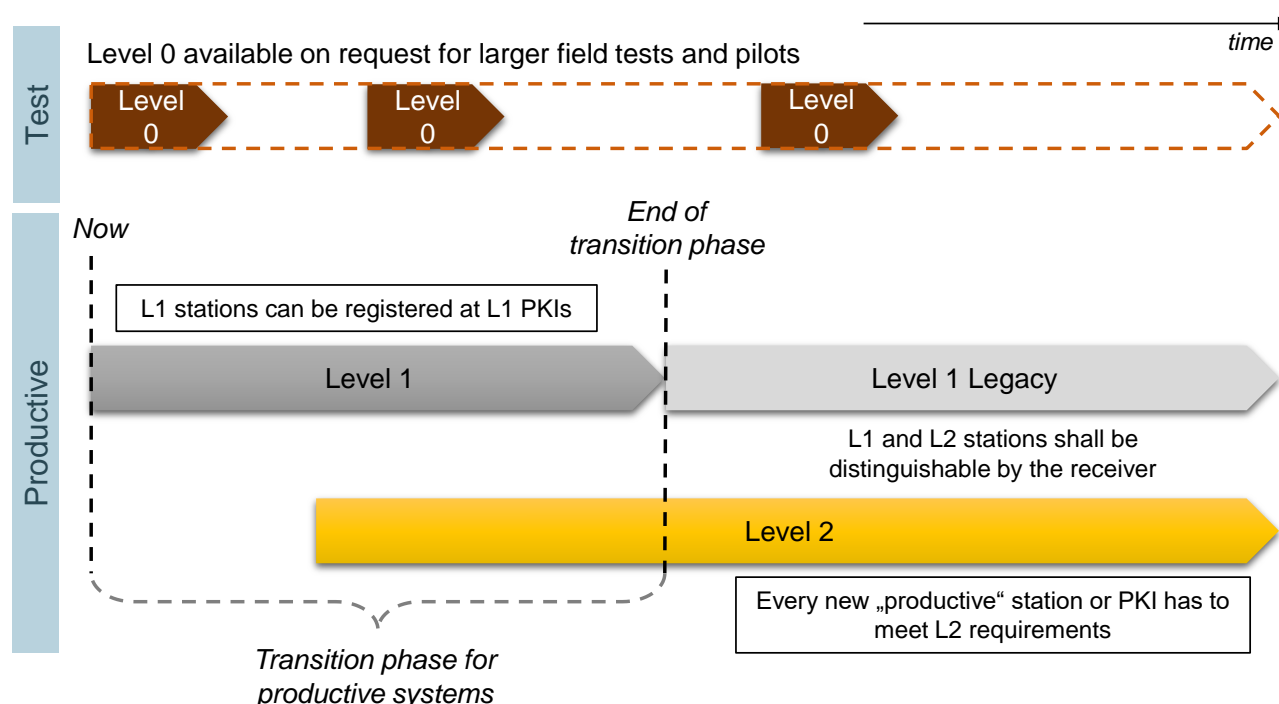 time
Level 0 available on request for larger field tests and pilots
Test
Level
0
Level
0
Level
0
Now
End of
transition phase
Productive
L1 stations can be registered at L1 PKIs
Level 1
Level 1 Legacy
L1 and L2 stations shall be
distinguishable by the receiver
Level 2
Every new „productive“ station or PKI has to
meet L2 requirements
Transition phase for
productive systems